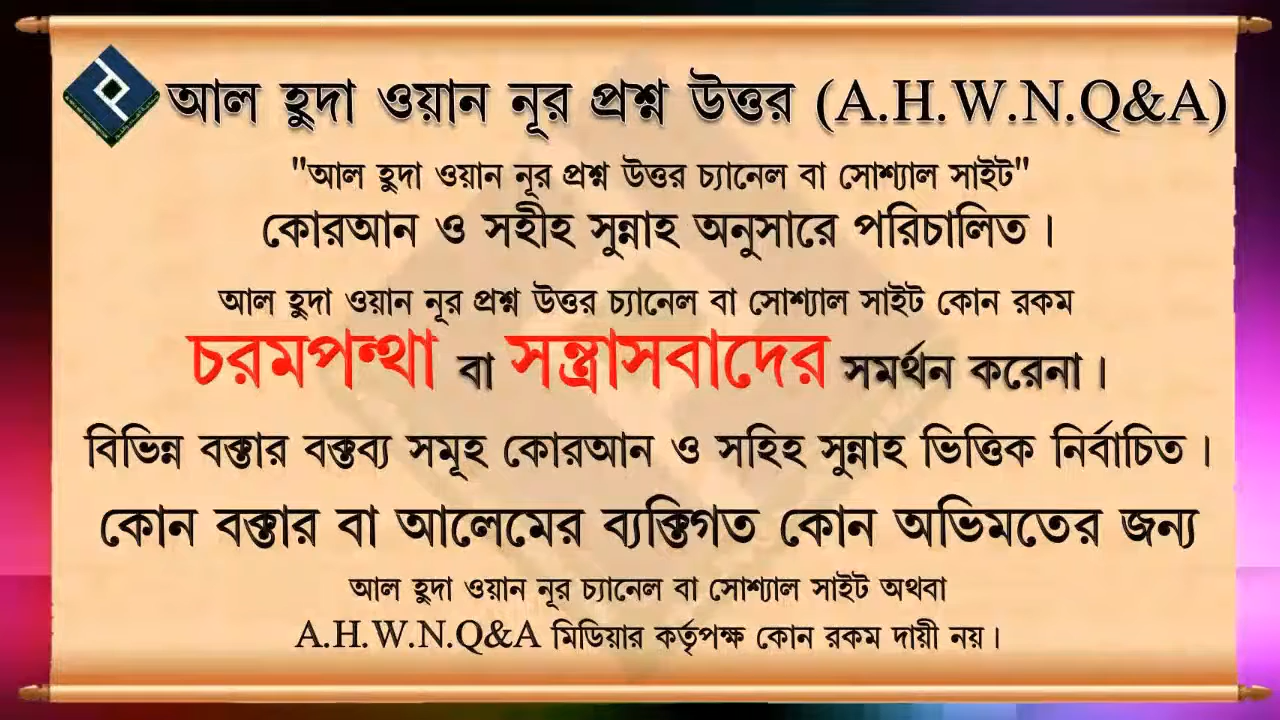 আল হুদা ওয়ান নূর প্রশ্ন উত্তর (A.H.W.N.Q&A)
"আল হুদা ওয়ান নূর প্রশ্ন উত্তর চ্যানেল বা সোশ্যাল সাইট"
কোরআন ও সহীহ সুন্নাহ অনুসারে পরিচালিত।
আল হুদা ওয়ান নূর প্রশ্ন উত্তর চ্যানেল বা সোশ্যাল সাইট কোন রকম
চরমপন্থা বা সন্ত্রাসবাদের সমর্থন করেনা।
বিভিন্ন বক্তার বক্তব্য সমূহ কোরআন ও সহিহ সুন্নাহ ভিত্তিক নির্বাচিত।
কোন বক্তার বা আলেমের ব্যক্তিগত কোন অভিমতের জন্য
আল হুদা ওয়ান নূর চ্যানেল বা সোশ্যাল সাইট অথবা
A.H.W.N.Q&A মিডিয়ার কর্তৃপক্ষ কোন রকম দায়ী নয়।